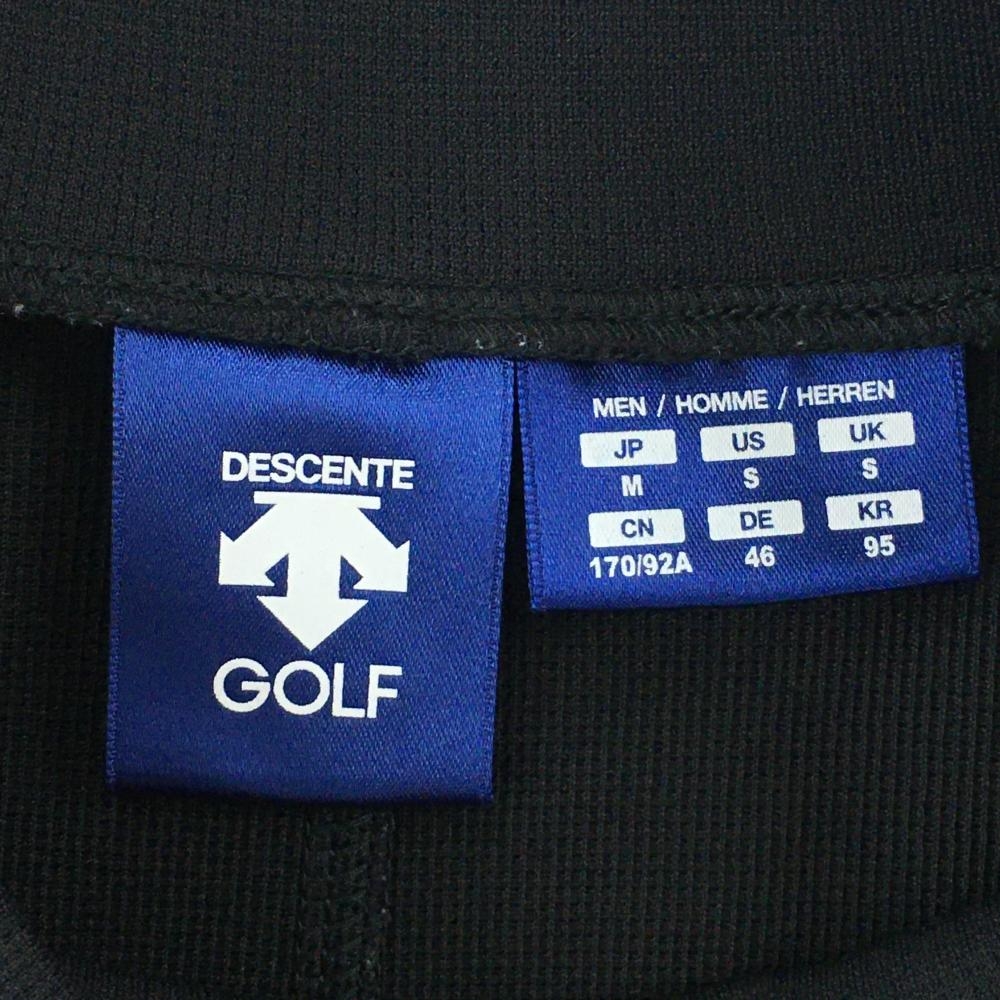 DESCENTE
GOLF
MEN / HOMME / HERREN
JP US UK
M S S
CN DE KR
170/92A 46 95